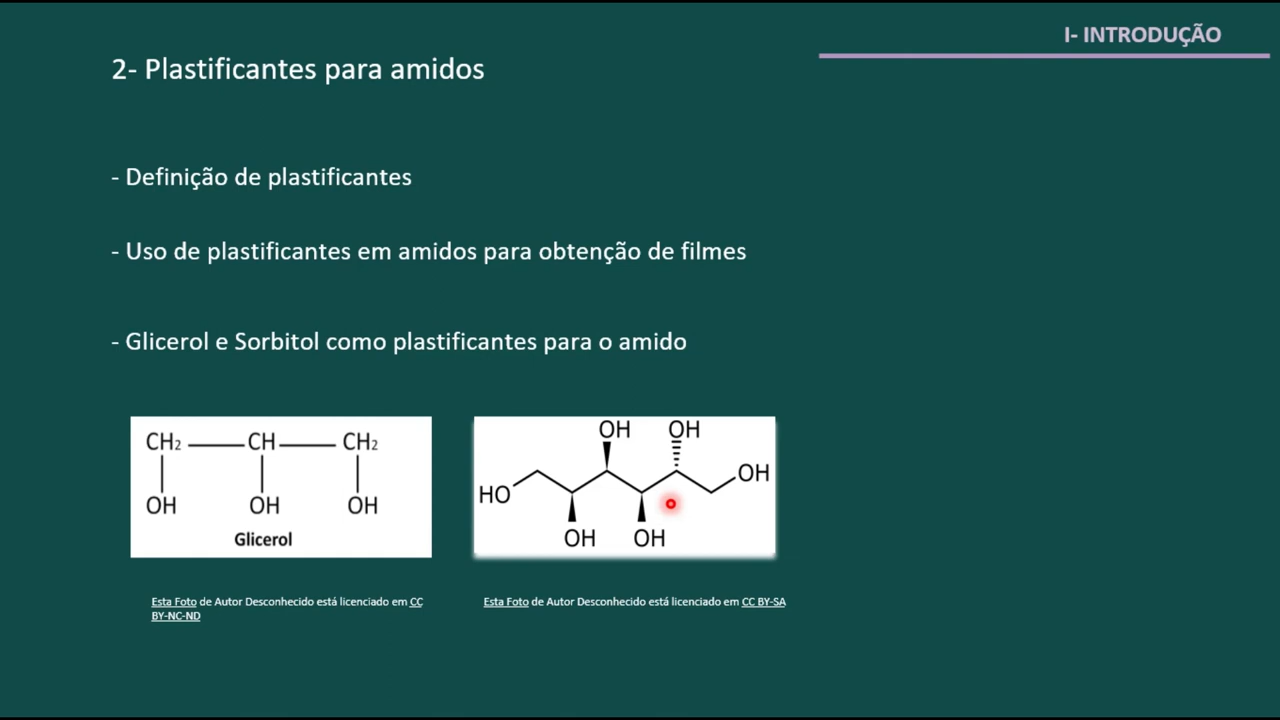 I- INTRODUÇÃO
2- Plastificantes para amidos
- Definição de plastificantes
- Uso de plastificantes em amidos para obtenção de filmes
- Glicerol e Sorbitol como plastificantes para o amido
CH2 CH CH2
OH OH OH
Glicerol
OH OH
OH
HO
OH OH
Esta Foto de Autor Desconhecido está licenciado em CC
BY-NC-ND
Esta Foto de Autor Desconhecido está licenciado em CC BY-SA